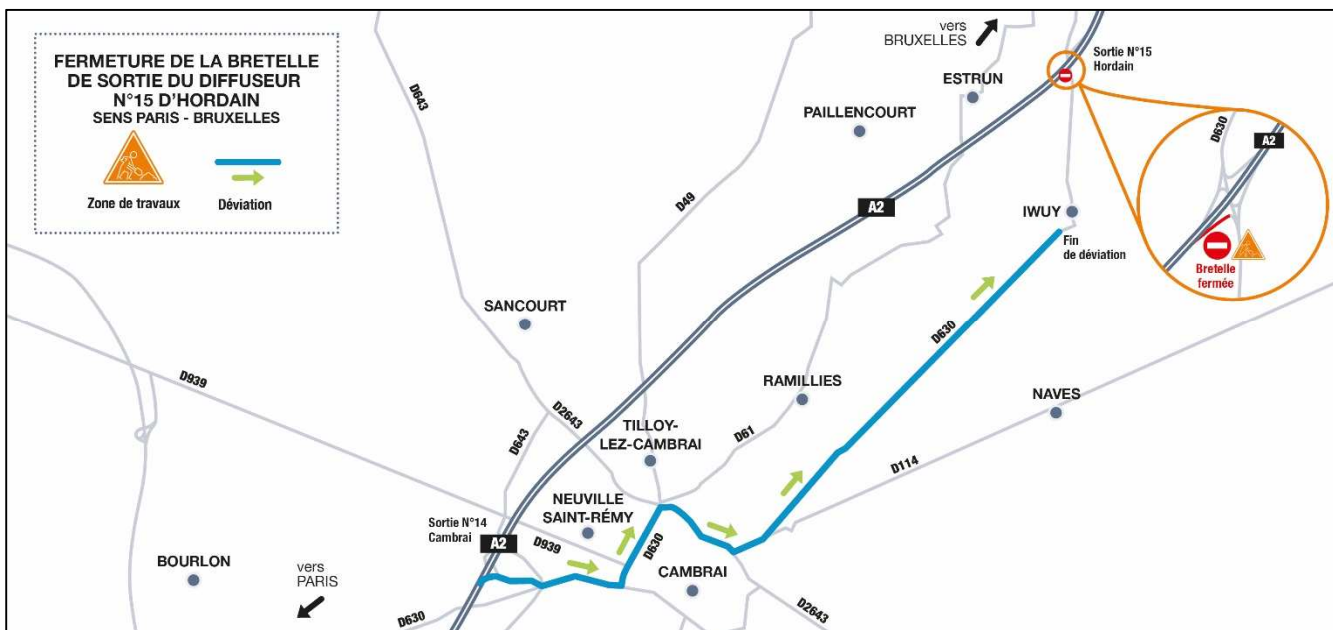 FERMETURE DE LA BRETELLE
DE SORTIE DU DIFFUSEUR
N°15 D'HORDAIN
SENS PARIS - BRUXELLES
Zone de travaux
Déviation
vers
BRUXELLES
Sortie N°15
Hordain
ESTRUN
PAILLENCOURT
D643
D49
A2
D630
A2
IWUY
Fin
de déviation
Bretelle
fermée
SANCOURT
D630
RAMILLIES
NAVES
D939
D2643
D643
TILLOY-
LEZ-CAMBRAI
D61
D114
NEUVILLE
SAINT-RÉMY
Sortie N°14
Cambrai
A2
D939
D630
BOURLON
vers
PARIS
CAMBRAI
D630
D2643